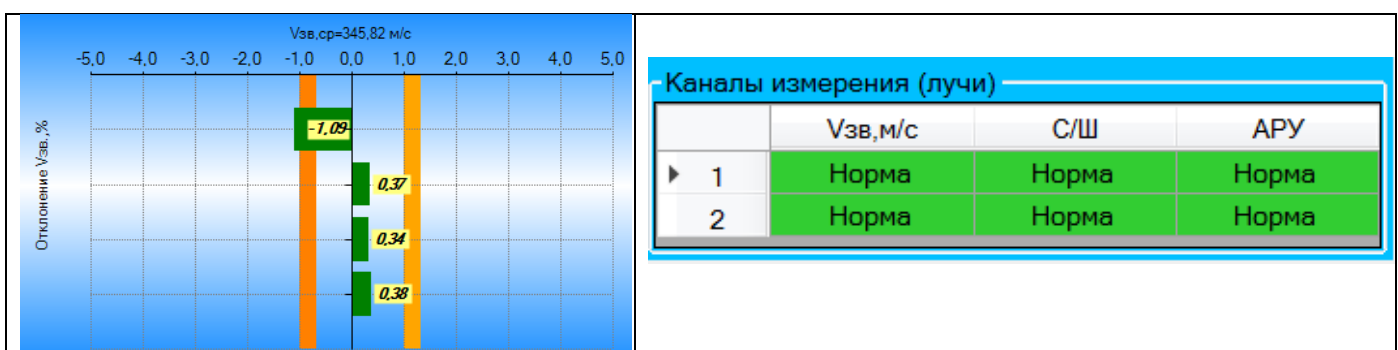 Vзв,ср=345,82 м/с
-5,0 -4,0 -3,0 -2,0 -1,0 0,0 1,0 2,0 3,0 4,0 5,0
Отклонение Vзв.,%
-1,09
0,37
0,34
0,38
Каналы измерения (лучи)
Vзв,м/с С/Ш АРУ
1 Норма Норма Норма
2 Норма Норма Норма